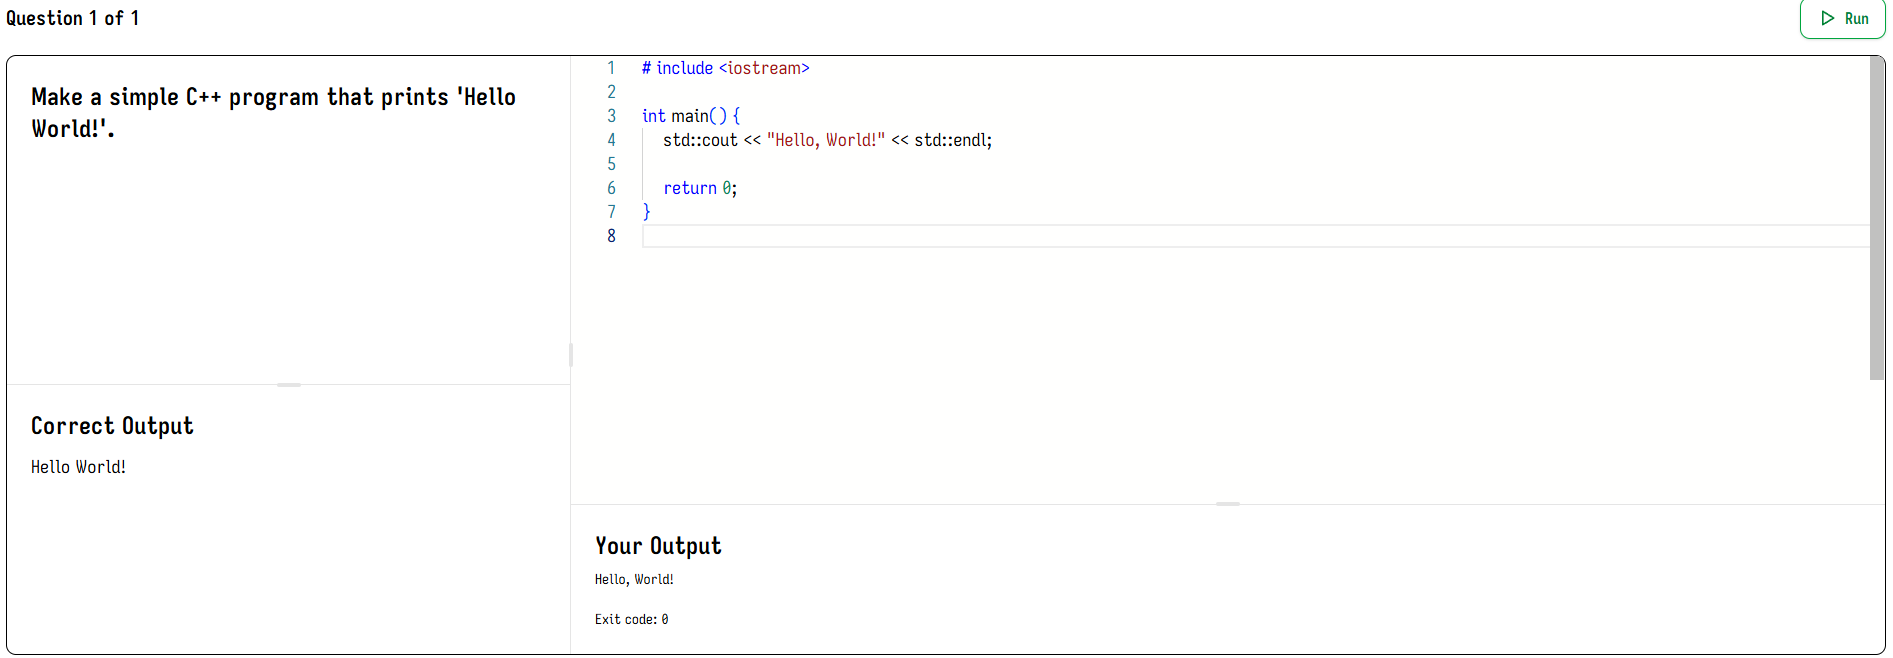 Question 1 of 1
Run
Make a simple C++ program that prints 'Hello
World!'.
Correct Output
Hello World!
1 # include <iostream>
2
3 int main() {
4 std::cout << "Hello, World!" << std::endl;
5
6 return 0;
7 }
8
Your Output
Hello, World!
Exit code: 0